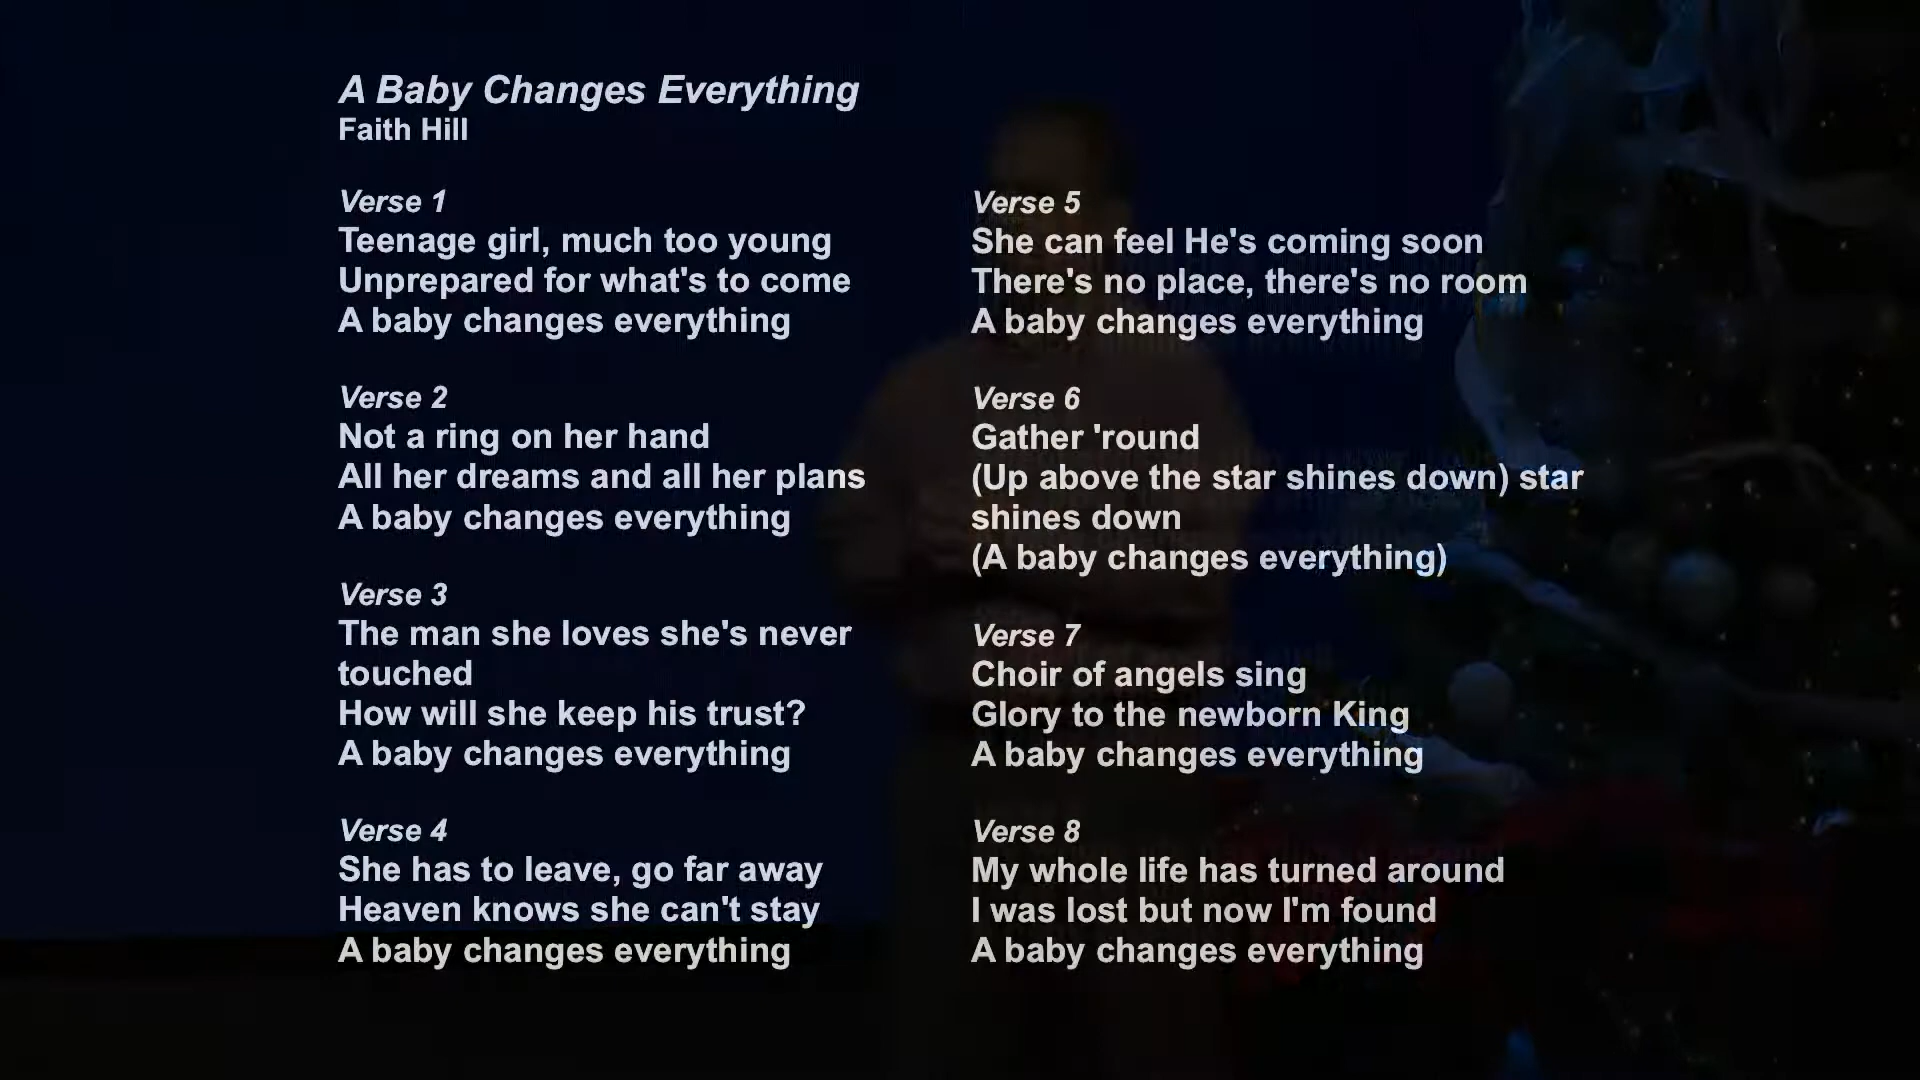 A Baby Changes Everything
Faith Hill
Verse 1
Teenage girl, much too young
Unprepared for what's to come
A baby changes everything
Verse 2
Not a ring on her hand
All her dreams and all her plans
A baby changes everything
Verse 3
The man she loves she's never
touched
How will she keep his trust?
A baby changes everything
Verse 4
She has to leave, go far away
Heaven knows she can't stay
A baby changes everything
Verse 5
She can feel He's coming soon
There's no place, there's no room
A baby changes everything
Verse 6
Gather 'round
(Up above the star shines down) star
shines down
(A baby changes everything)
Verse 7
Choir of angels sing
Glory to the newborn King
A baby changes everything
Verse 8
My whole life has turned around
I was lost but now I'm found
A baby changes everything